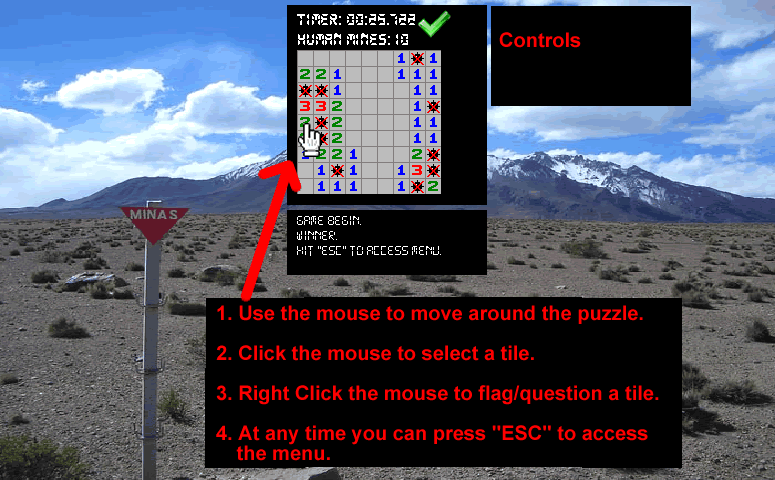 TIMER: 00:25.722
HUMAN MINES: 10
1 1
2 2 1 1 1 1
1 1 1
3 3 2 1
2 2 1 1
2 1 1
1 2 2 1 2
1 1 1 3
1 1 1 1 2
Controls
MINAS
GAME BEGIN.
WINNER.
HIT "ESC" TO ACCESS MENU.
1. Use the mouse to move around the puzzle.
2. Click the mouse to select a tile.
3. Right Click the mouse to flag/question a tile.
4. At any time you can press "ESC" to access
the menu.